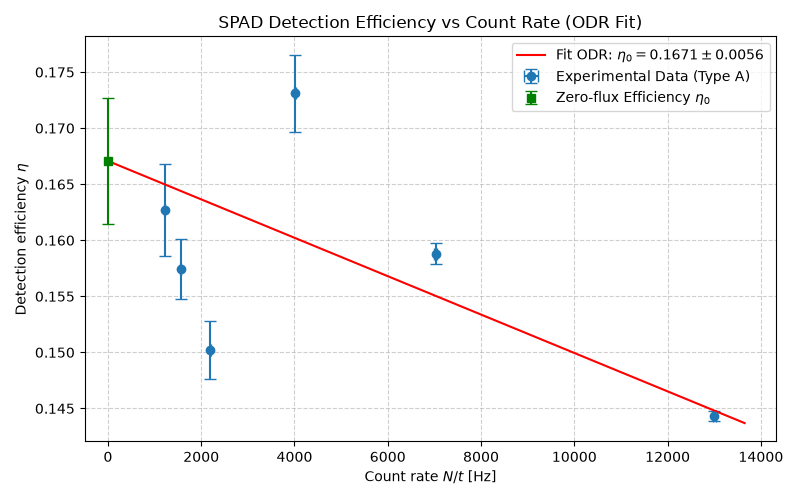 SPAD Detection Efficiency vs Count Rate (ODR Fit)
Fit ODR: η₀ = 0.1671 ± 0.0056
Experimental Data (Type A)
Zero-flux Efficiency η₀
Detection efficiency η
0.175
0.170
0.165
0.160
0.155
0.150
0.145
0 2000 4000 6000 8000 10000 12000 14000
Count rate N/t [Hz]